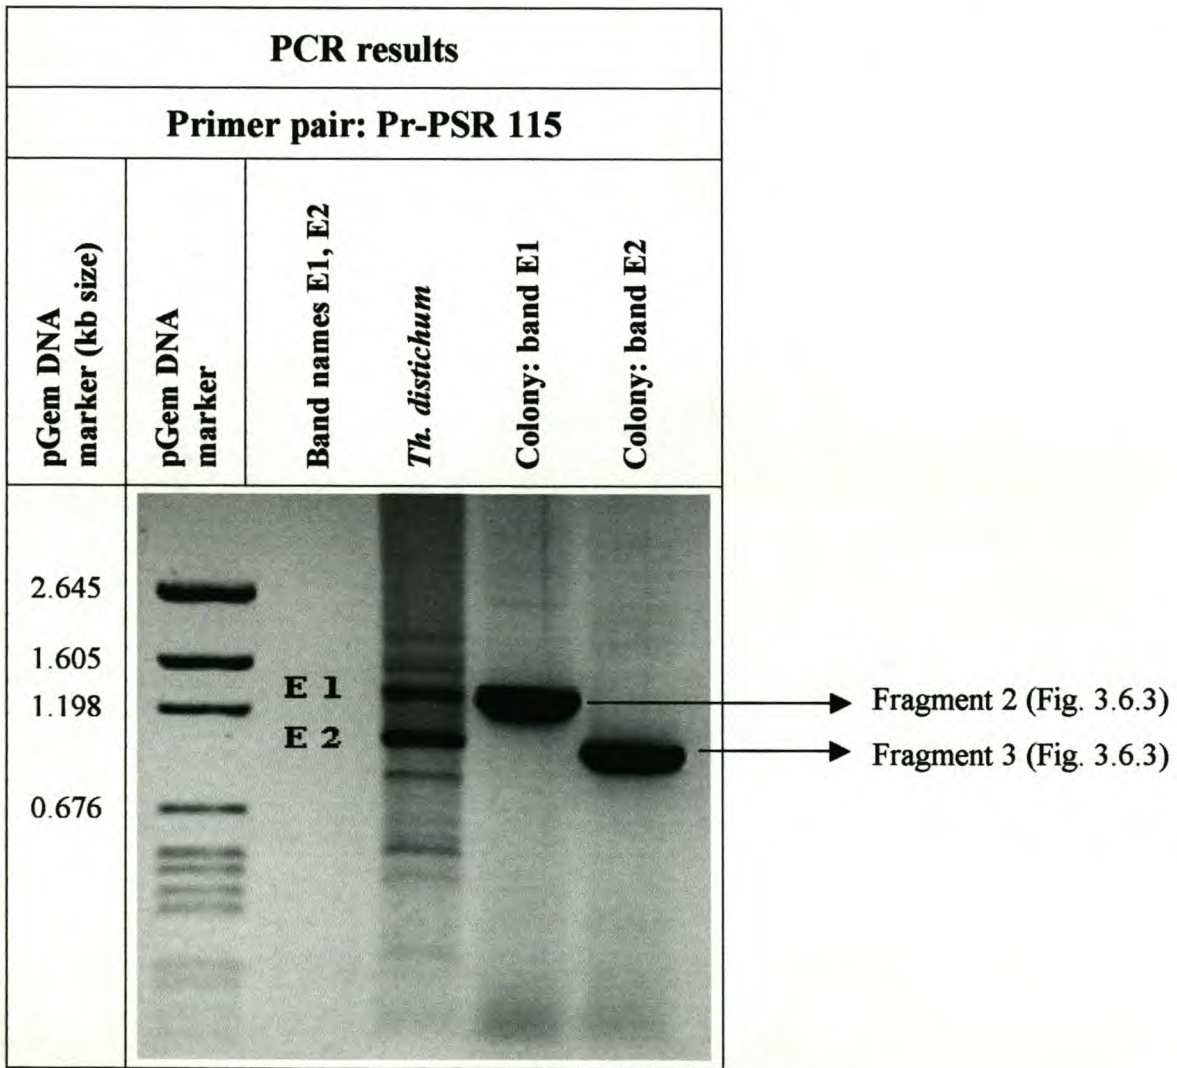 PCR results
Primer pair: Pr-PSR 115
pGem DNA
marker (kb size)
pGem DNA
marker
Band names E1, E2
Th. distichum
Colony: band E1
Colony: band E2
2.645
1.605
1.198
0.676
E 1
E 2
Fragment 2 (Fig. 3.6.3)
Fragment 3 (Fig. 3.6.3)